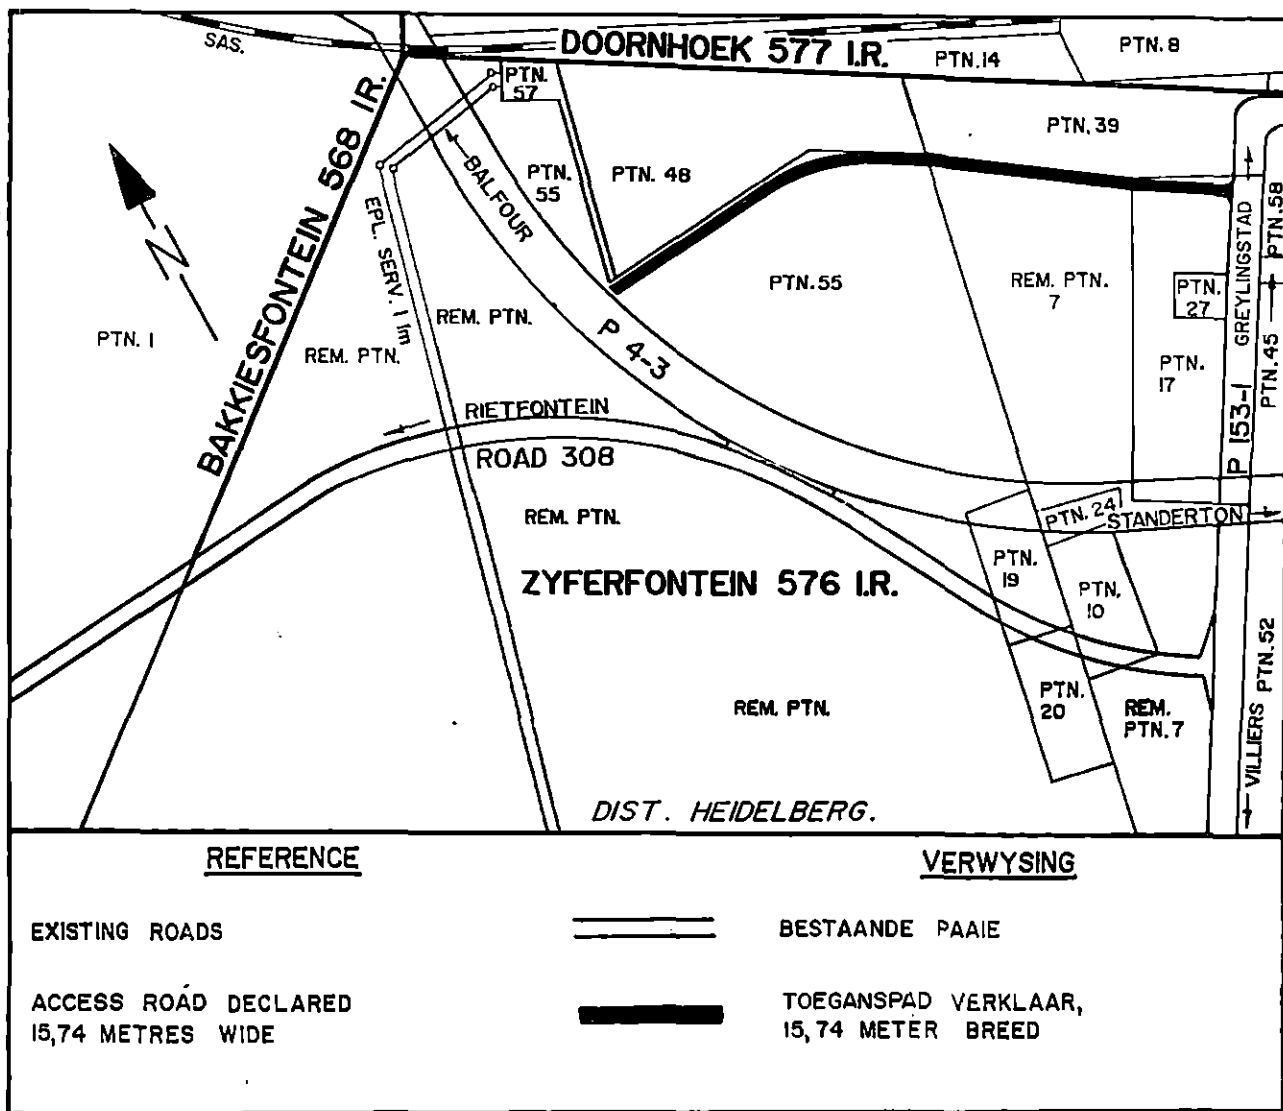 SAS.
DOORNHOEK 577 I.R.
PTN. 14
PTN. 8
PTN.
57
PTN. 39
BAKKIESFONTEIN 568 IR.
BALFOUR
PTN.
55
PTN. 48
EPL. SERV. 1 1m
GREYLINGSTAD
PTN. 58
PTN. 55
REM. PTN.
7
PTN.
27
PTN. 1
REM. PTN.
REM. PTN.
P 4-3
PTN.
17
PTN. 45
P 153-1
RIETFONTEIN
ROAD 308
REM. PTN.
PTN. 24
STANDERTON
PTN.
19
PTN.
10
ZYFERFONTEIN 576 I.R.
PTN.
20
REM.
PTN. 7
REM. PTN.
PTN. 52
VILLIERS
N
DIST. HEIDELBERG.
REFERENCE
VERWYSING
EXISTING ROADS
BESTAANDE PAAIE
ACCESS ROAD DECLARED
15,74 METRES WIDE
TOEGANSPAD VERKLAAR,
15,74 METER BREED